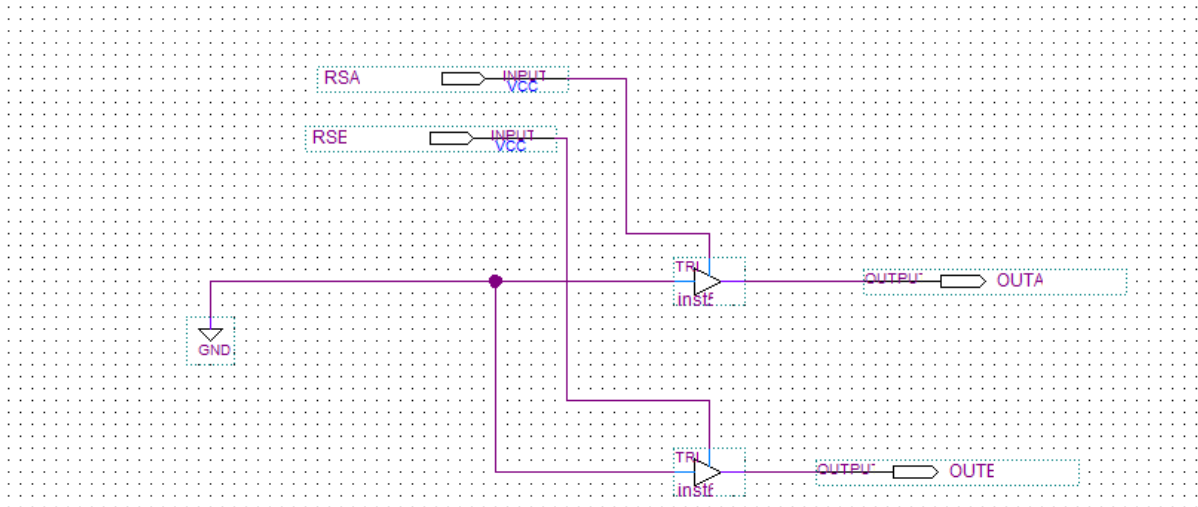 RSA
INPUT
VCC
RSE
INPUT
VCC
TRI
OUTPUT
OUTA
GND
TRI
OUTPUT
OUTE